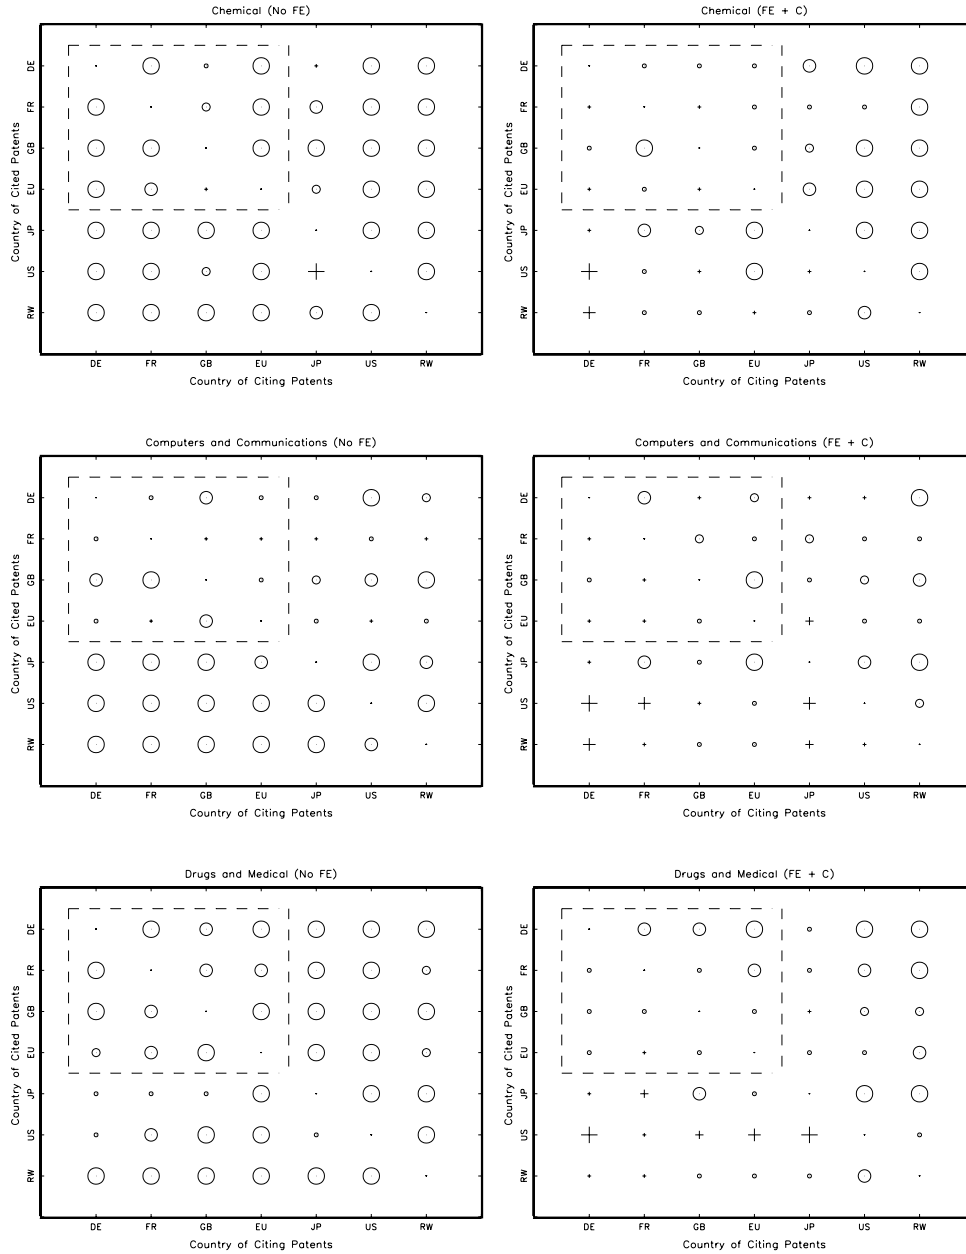 Chemical (No FE)
Country of Cited Patents
DE
FR
GB
EU
JP
US
RW
DE FR GB EU JP US RW
Country of Citing Patents
Chemical (FE + C)
Country of Cited Patents
DE
FR
GB
EU
JP
US
RW
DE FR GB EU JP US RW
Country of Citing Patents
Computers and Communications (No FE)
Country of Cited Patents
DE
FR
GB
EU
JP
US
RW
DE FR GB EU JP US RW
Country of Citing Patents
Computers and Communications (FE + C)
Country of Cited Patents
DE
FR
GB
EU
JP
US
RW
DE FR GB EU JP US RW
Country of Citing Patents
Drugs and Medical (No FE)
Country of Cited Patents
DE
FR
GB
EU
JP
US
RW
DE FR GB EU JP US RW
Country of Citing Patents
Drugs and Medical (FE + C)
Country of Cited Patents
DE
FR
GB
EU
JP
US
RW
DE FR GB EU JP US RW
Country of Citing Patents